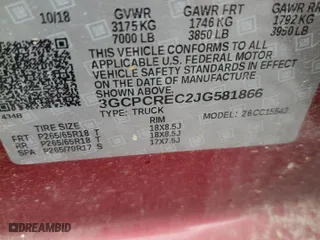 10/18 GVWR GAWR FRT GAWR RR
3175 KG 1746 KG 1792 KG
7000 LB 3850 LB 3950 LB
THIS VEHICLE CONFORMS TO ALL
APPLICABLE U.S. FEDERAL MOTOR
VEHICLE SAFETY STANDARDS IN
EFFECT ON THE DATE OF
MANUFACTURE SHOWN ABOVE.
3GCPCREC2JG581866
434B TYPE: TRUCK MODEL: 26CC15543
RIM
FRT P265/65R18 T 18X8.5J
RR P265/65R18 T 18X8.5J
SPA P265/70R17 S 17X7.5J
DREAMBID